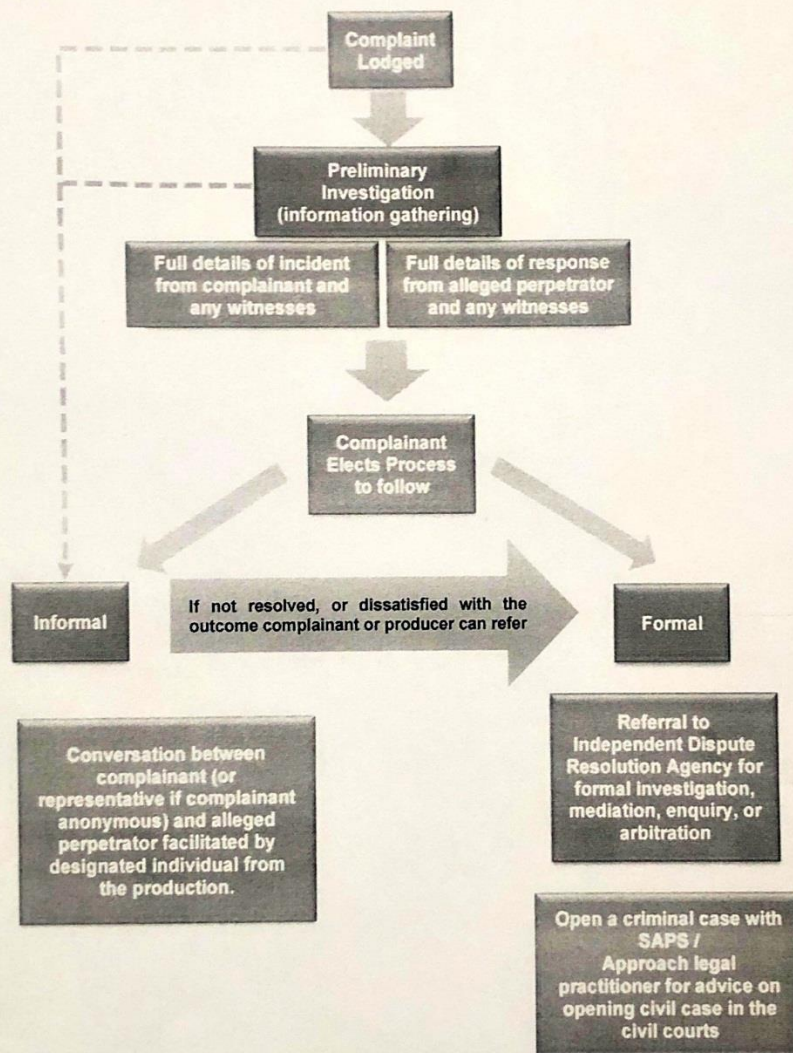 Complaint
Lodged
Preliminary
Investigation
(information gathering)
Full details of incident
from complainant and
any witnesses
Full details of response
from alleged perpetrator
and any witnesses
Complainant
Elects Process
to follow
Informal
If not resolved, or dissatisfied with the
outcome complainant or producer can refer
Formal
Conversation between
complainant (or
representative if complainant
anonymous) and alleged
perpetrator facilitated by
designated individual from
the production.
Referral to
Independent Dispute
Resolution Agency for
formal investigation,
mediation, enquiry, or
arbitration
Open a criminal case with
SAPS /
Approach legal
practitioner for advice on
opening civil case in the
civil courts